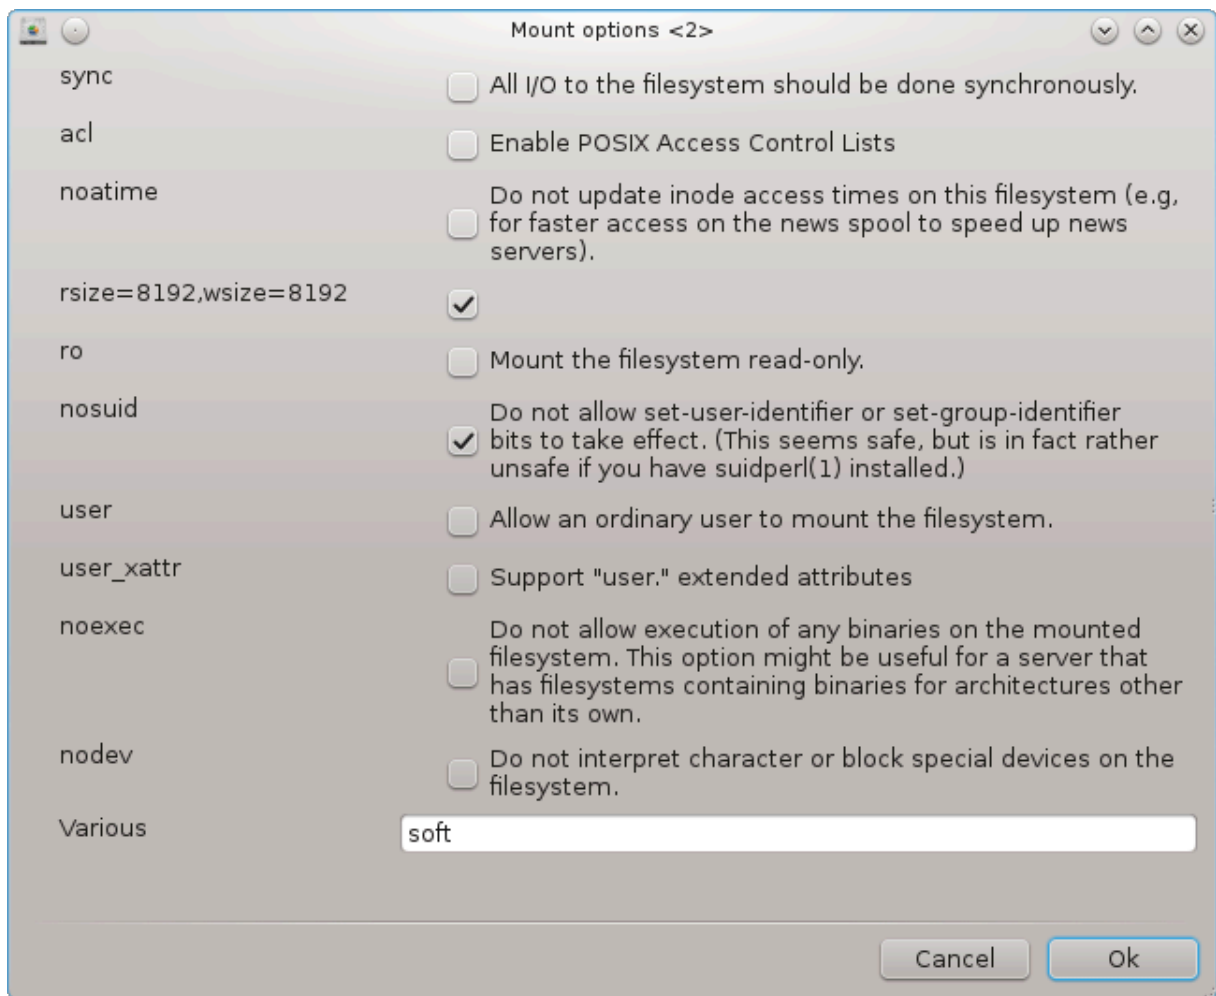 Mount options <2>
sync
All I/O to the filesystem should be done synchronously.
acl
Enable POSIX Access Control Lists
noatime
Do not update inode access times on this filesystem (e.g,
for faster access on the news spool to speed up news
servers).
rsize=8192,wsize=8192
ro
Mount the filesystem read-only.
nosuid
Do not allow set-user-identifier or set-group-identifier
bits to take effect. (This seems safe, but is in fact rather
unsafe if you have suidperl(1) installed.)
user
Allow an ordinary user to mount the filesystem.
user_xattr
Support "user." extended attributes
noexec
Do not allow execution of any binaries on the mounted
filesystem. This option might be useful for a server that
has filesystems containing binaries for architectures other
than its own.
nodev
Do not interpret character or block special devices on the
filesystem.
Various
soft
Cancel
Ok